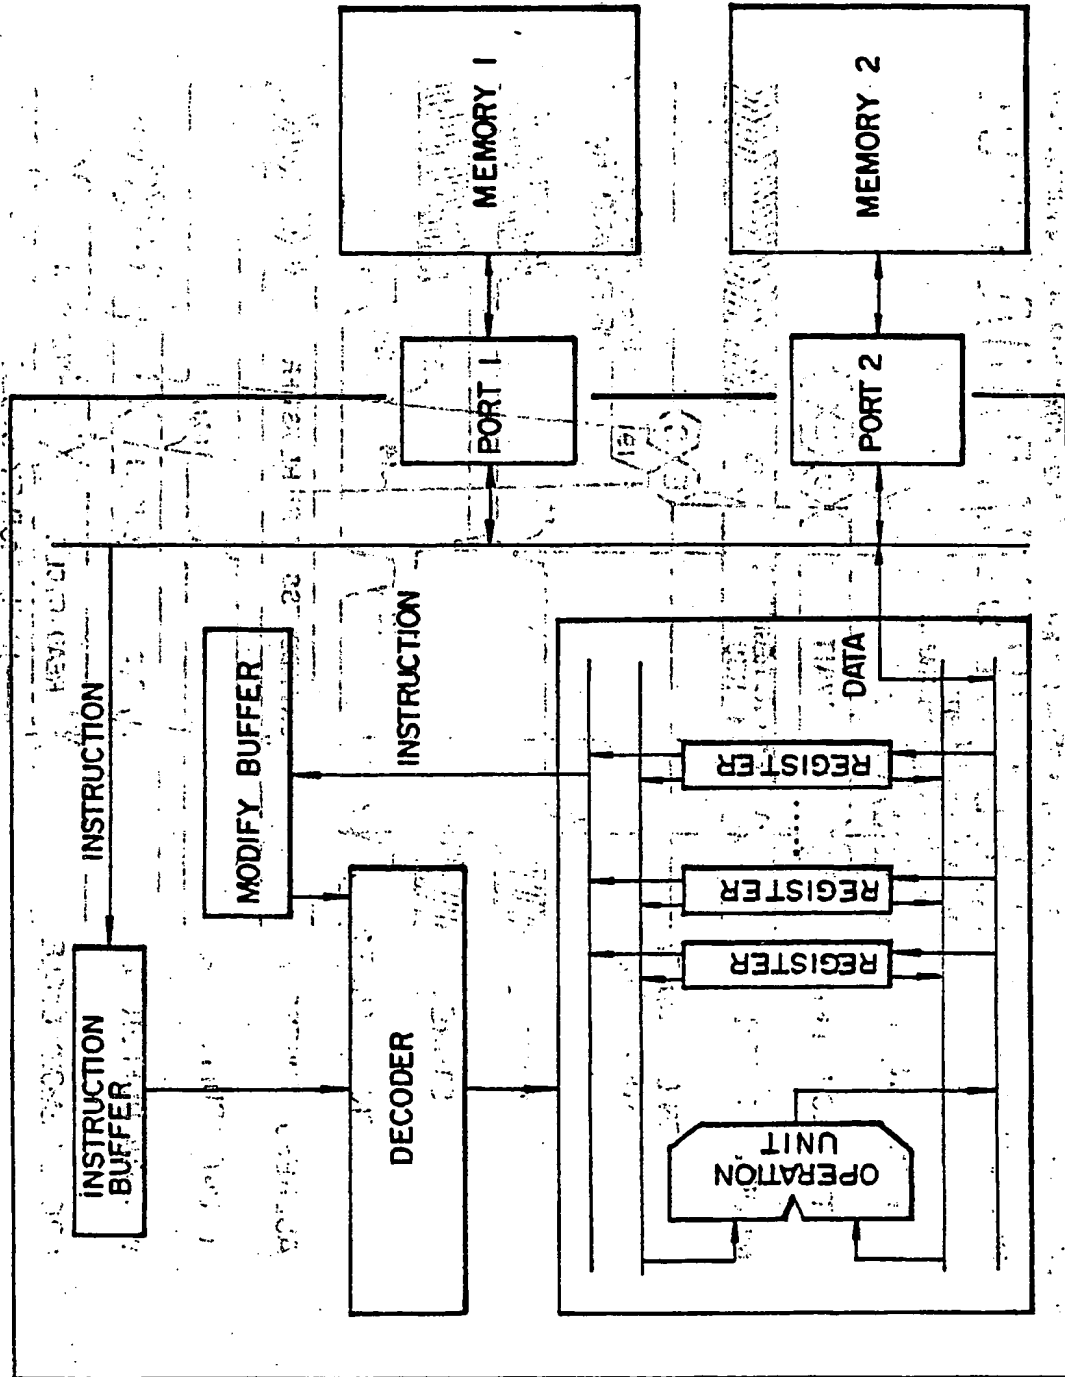 MEMORY 1
MEMORY 2
PORT 1
PORT 2
INSTRUCTION
MODIFY BUFFER
INSTRUCTION
DATA
INSTRUCTION
BUFFER
DECODER
REGISTER
REGISTER
REGISTER
OPERATION
UNIT